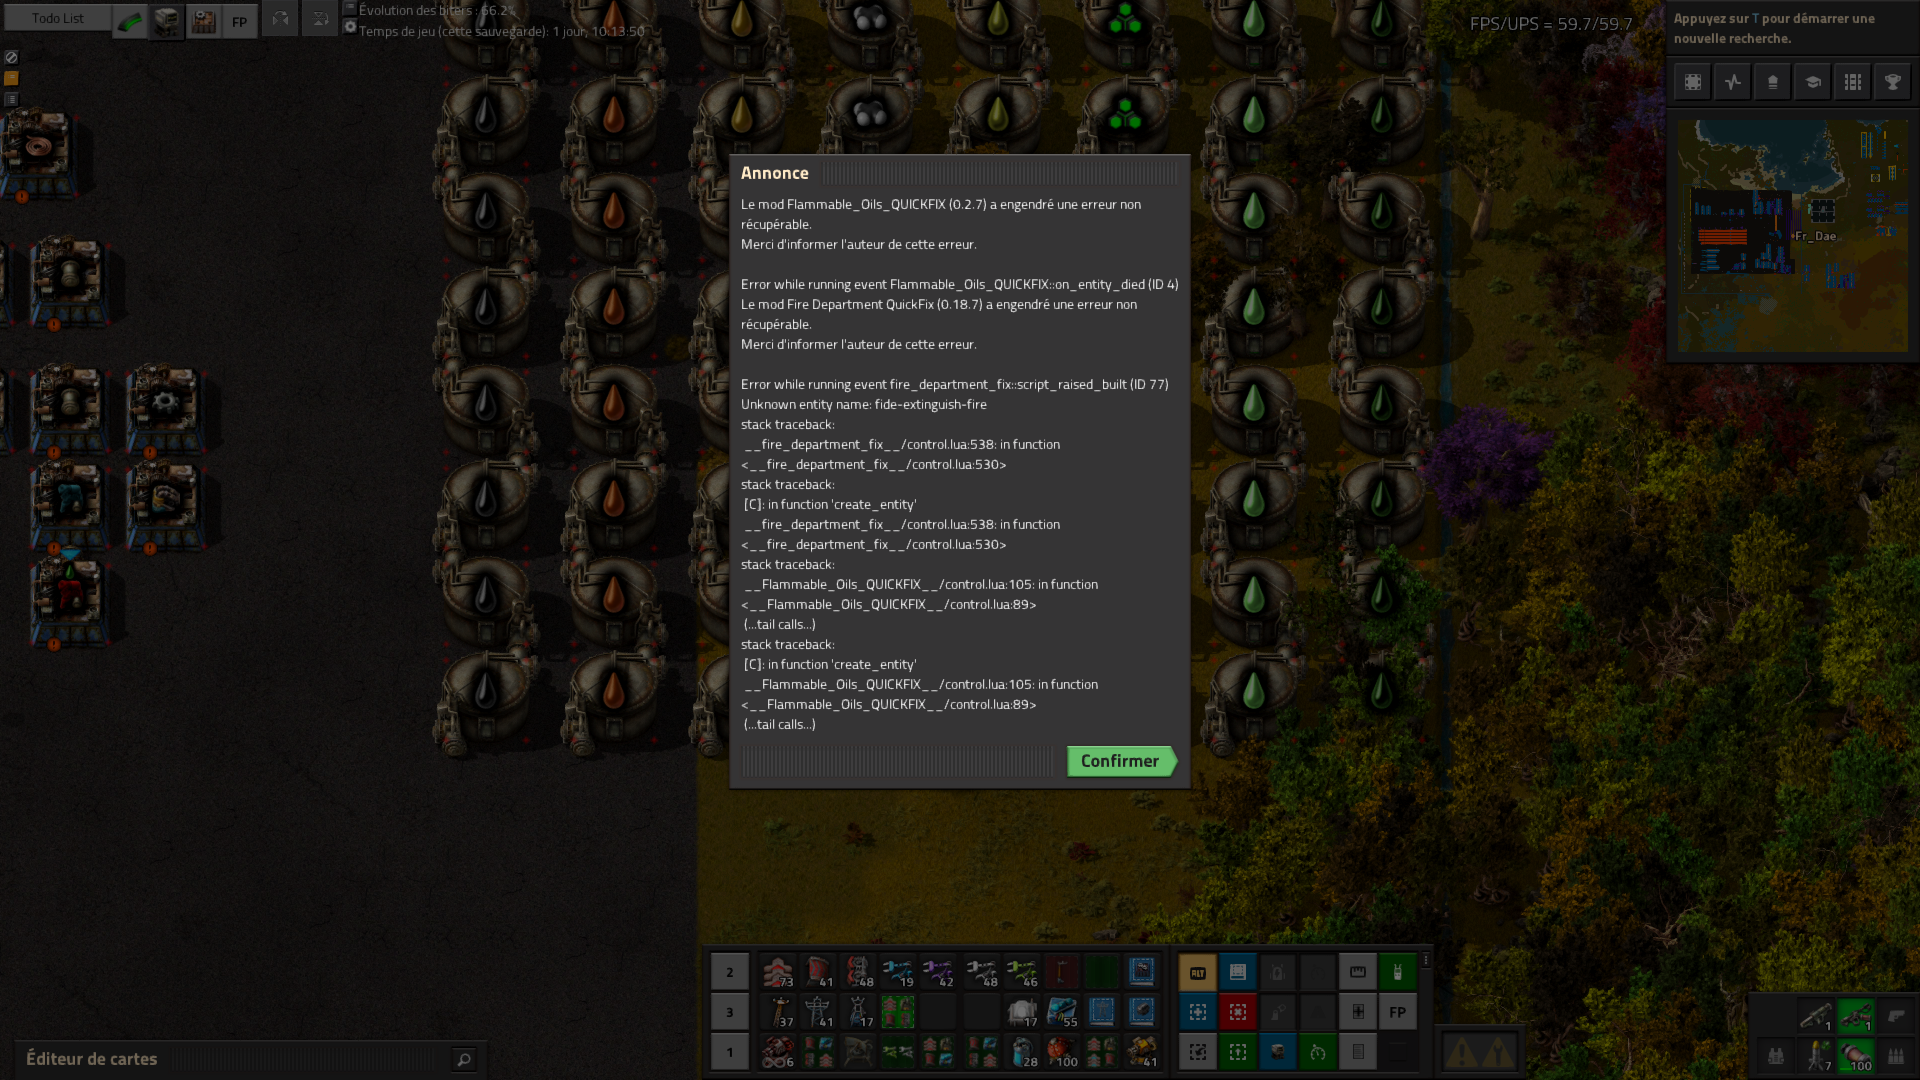 Todo List
FP
Évolution des biters : 66.2%
Temps de jeu (cette sauvegarde): 1 jour, 10:13:50
FPS/UPS = 59.7/59.7
Appuyez sur T pour démarrer une
nouvelle recherche.
Fr_Dae
Annonce
Le mod Flammable_Oils_QUICKFIX (0.2.7) a engendré une erreur non
récupérable.
Merci d'informer l'auteur de cette erreur.
Error while running event Flammable_Oils_QUICKFIX::on_entity_died (ID 4)
Le mod Fire Department QuickFix (0.18.7) a engendré une erreur non
récupérable.
Merci d'informer l'auteur de cette erreur.
Error while running event fire_department_fix::script_raised_built (ID 77)
Unknown entity name: fide-extinguish-fire
stack traceback:
__fire_department_fix__/control.lua:538: in function
<__fire_department_fix__/control.lua:530>
stack traceback:
[C]: in function 'create_entity'
__fire_department_fix__/control.lua:538: in function
<__fire_department_fix__/control.lua:530>
stack traceback:
__Flammable_Oils_QUICKFIX__/control.lua:105: in function
<__Flammable_Oils_QUICKFIX__/control.lua:89>
(...tail calls...)
stack traceback:
[C]: in function 'create_entity'
__Flammable_Oils_QUICKFIX__/control.lua:105: in function
<__Flammable_Oils_QUICKFIX__/control.lua:89>
(...tail calls...)
Confirmer
2 73 41 48 19 42 48 46 ALT
3 37 41 17 17 55 FP
1 6 28 100 41
1 1
7 100
Éditeur de cartes